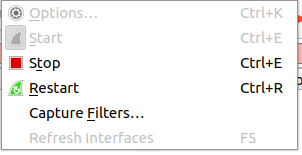 Options... Ctrl+K
Start Ctrl+E
Stop Ctrl+E
Restart Ctrl+R
Capture Filters...
Refresh Interfaces F5